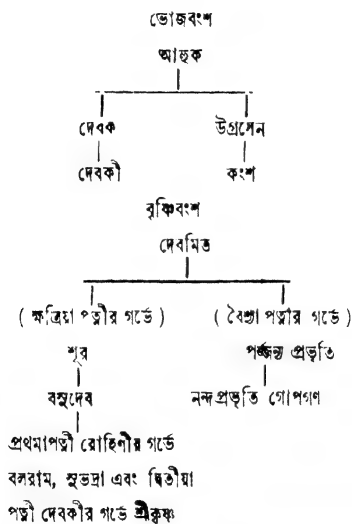 ভোজবংশ
আহুক
দেবক উগ্রসেন
দেবকী কংশ
বৃষ্ণিবংশ
দেবমিত
( ক্ষত্রিয়া পত্নীর গর্ভে ) ( বৈশ্যা পত্নীর গর্ভে )
শূর পর্জ্জন্য প্রভৃতি
বসুদেব নন্দপ্রভৃতি গোপগণ
প্রথমাপত্নী রোহিণীর গর্ভে
বলরাম, সুভদ্রা এবং দ্বিতীয়া
পত্নী দেবকীর গর্ভে শ্রীকৃষ্ণ